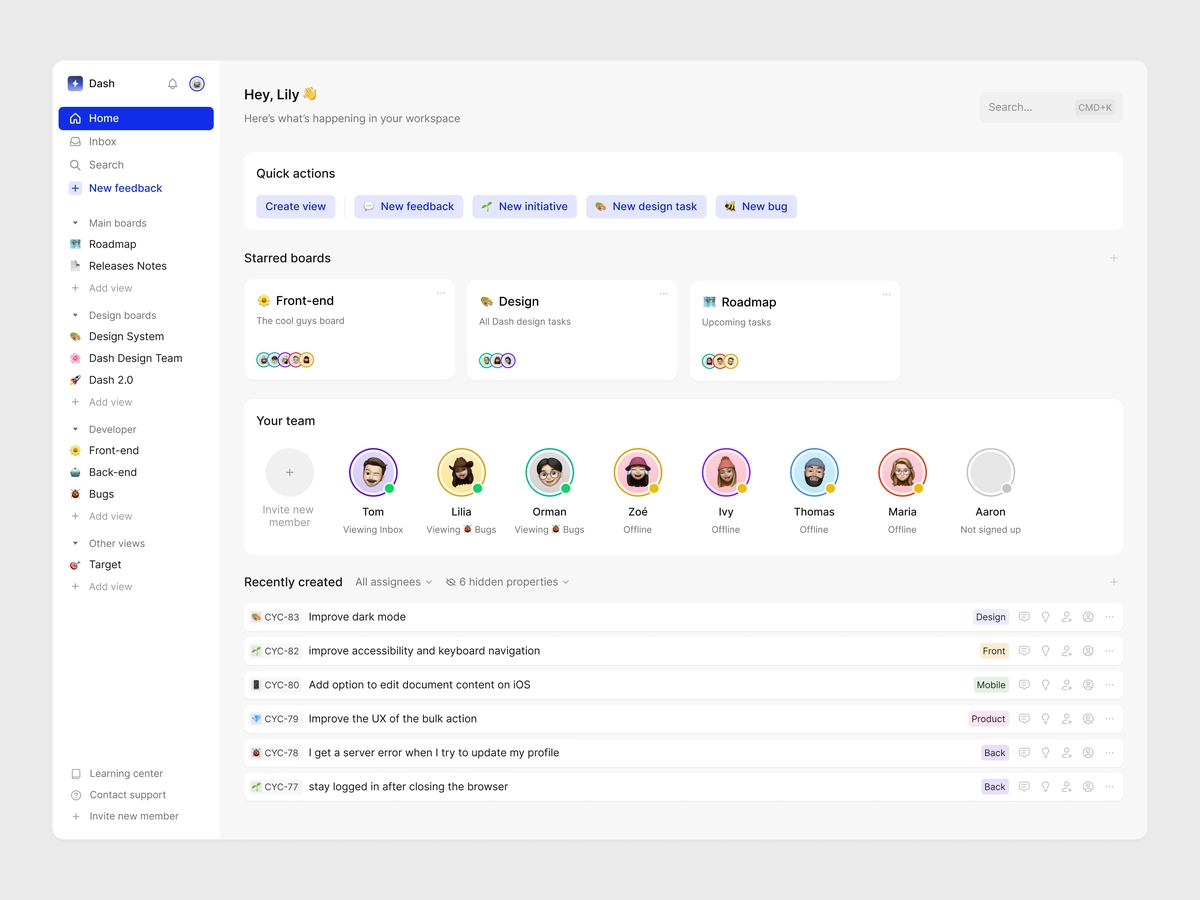 Dash
Home
Inbox
Search
New feedback
Main boards
Roadmap
Releases Notes
Add view
Design boards
Design System
Dash Design Team
Dash 2.0
Add view
Developer
Front-end
Back-end
Bugs
Add view
Other views
Target
Add view
Learning center
Contact support
Invite new member
Hey, Lily 👋
Here's what's happening in your workspace
Search... CMD+K
Quick actions
Create view New feedback New initiative New design task New bug
Starred boards
Front-end
The cool guys board
Design
All Dash design tasks
Roadmap
Upcoming tasks
Your team
Invite new
member
Tom
Viewing Inbox
Lilia
Viewing 🐞 Bugs
Orman
Viewing 🐞 Bugs
Zoé
Offline
Ivy
Offline
Thomas
Offline
Maria
Offline
Aaron
Not signed up
Recently created All assignees 6 hidden properties
CYC-83 Improve dark mode Design
CYC-82 improve accessibility and keyboard navigation Front
CYC-80 Add option to edit document content on iOS Mobile
CYC-79 Improve the UX of the bulk action Product
CYC-78 I get a server error when I try to update my profile Back
CYC-77 stay logged in after closing the browser Back